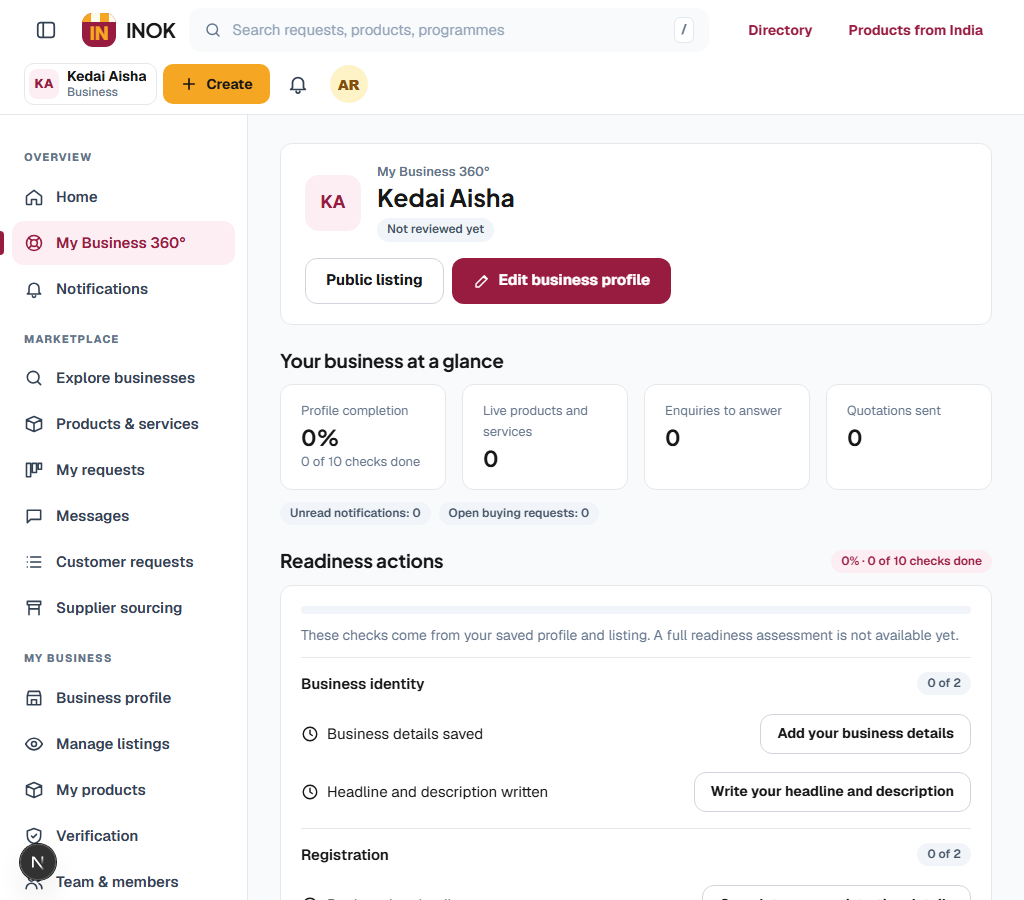 IN INOK
Search requests, products, programmes
/
Directory
Products from India
KA
Kedai Aisha
Business
Create
AR
OVERVIEW
Home
My Business 360°
Notifications
MARKETPLACE
Explore businesses
Products & services
My requests
Messages
Customer requests
Supplier sourcing
MY BUSINESS
Business profile
Manage listings
My products
Verification
N
Team & members
KA
My Business 360°
Kedai Aisha
Not reviewed yet
Public listing
Edit business profile
Your business at a glance
Profile completion
0%
0 of 10 checks done
Live products and
services
0
Enquiries to answer
0
Quotations sent
0
Unread notifications: 0
Open buying requests: 0
Readiness actions
0% · 0 of 10 checks done
These checks come from your saved profile and listing. A full readiness assessment is not available yet.
Business identity
0 of 2
Business details saved
Add your business details
Headline and description written
Write your headline and description
Registration
0 of 2